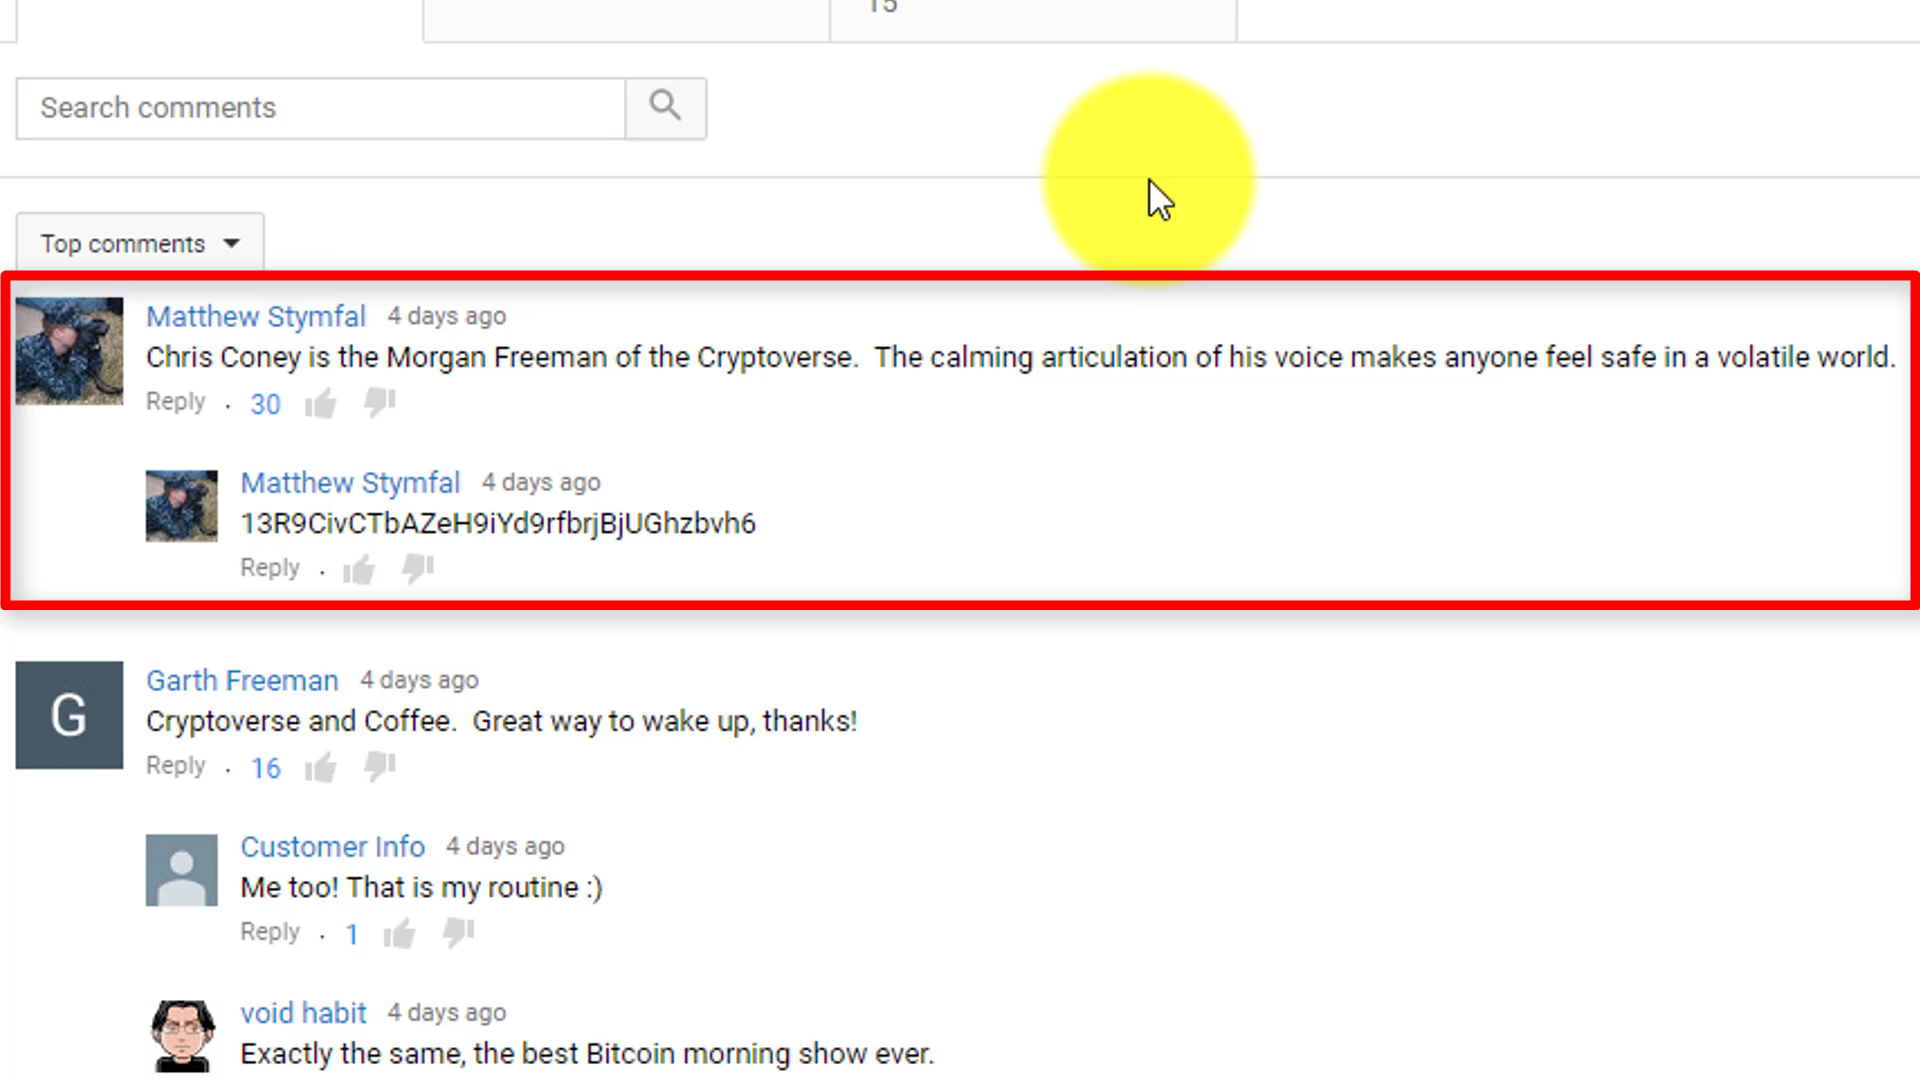 15
Search comments
Top comments
Matthew Stymfal 4 days ago
Chris Coney is the Morgan Freeman of the Cryptoverse.  The calming articulation of his voice makes anyone feel safe in a volatile world.
Reply . 30
Matthew Stymfal 4 days ago
13R9CivCTbAZeH9iYd9rfbrjBjUGhzbvh6
Reply .
G
Garth Freeman 4 days ago
Cryptoverse and Coffee.  Great way to wake up, thanks!
Reply . 16
Customer Info 4 days ago
Me too! That is my routine :)
Reply . 1
void habit 4 days ago
Exactly the same, the best Bitcoin morning show ever.